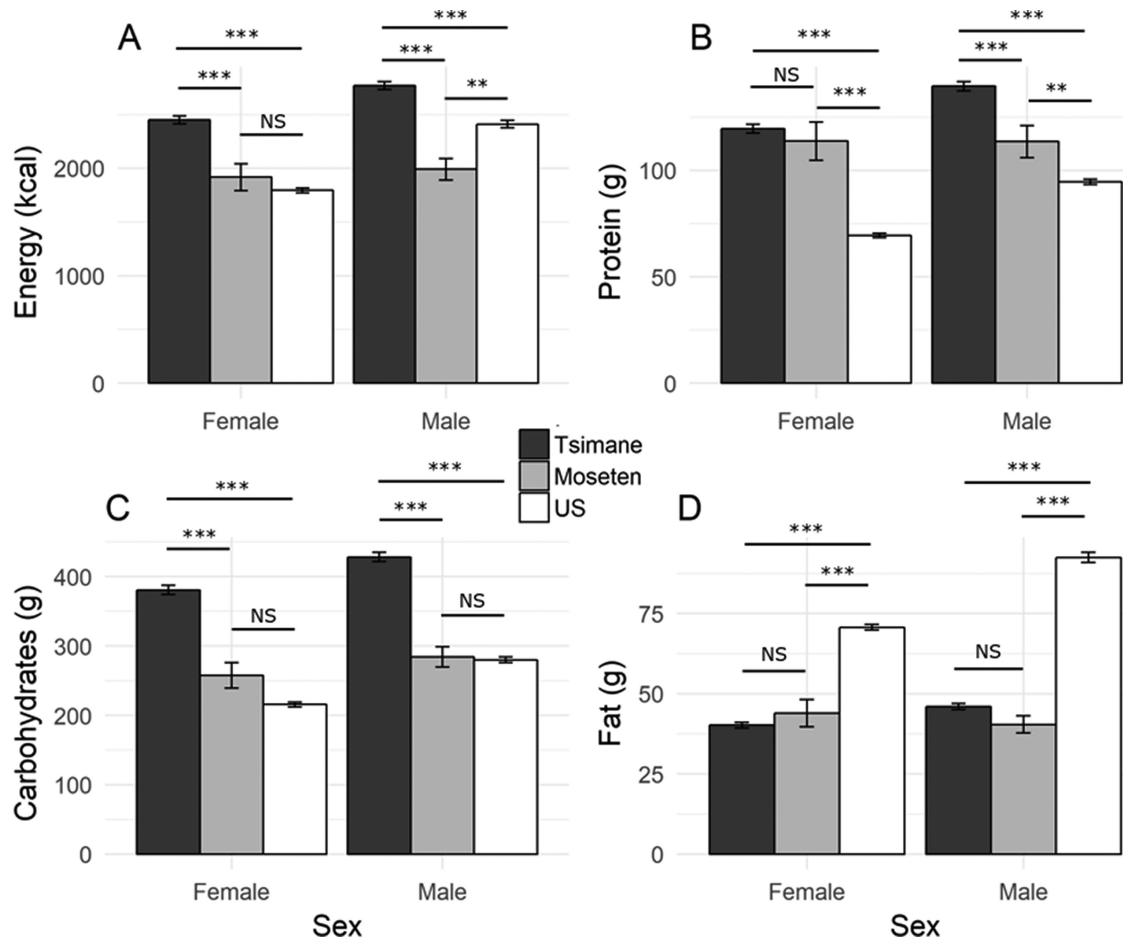 A
***
***
***
***
NS
**
Energy (kcal)
2000
1000
0
Female
Male
B
***
***
NS
***
***
**
Protein (g)
100
50
0
Female
Male
Tsimane
Moseten
US
C
***
***
***
***
NS
NS
Carbohydrates (g)
400
300
200
100
0
Female
Male
Sex
D
***
***
***
***
NS
NS
Fat (g)
75
50
25
0
Female
Male
Sex